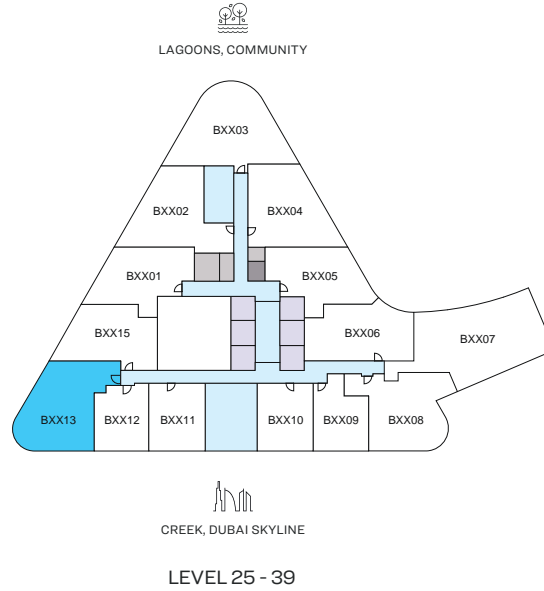 LAGOONS, COMMUNITY
BXX03
BXX02
BXX04
BXX01
BXX05
BXX15
BXX06
BXX07
BXX13
BXX12
BXX11
BXX10
BXX09
BXX08
CREEK, DUBAI SKYLINE
LEVEL 25 - 39